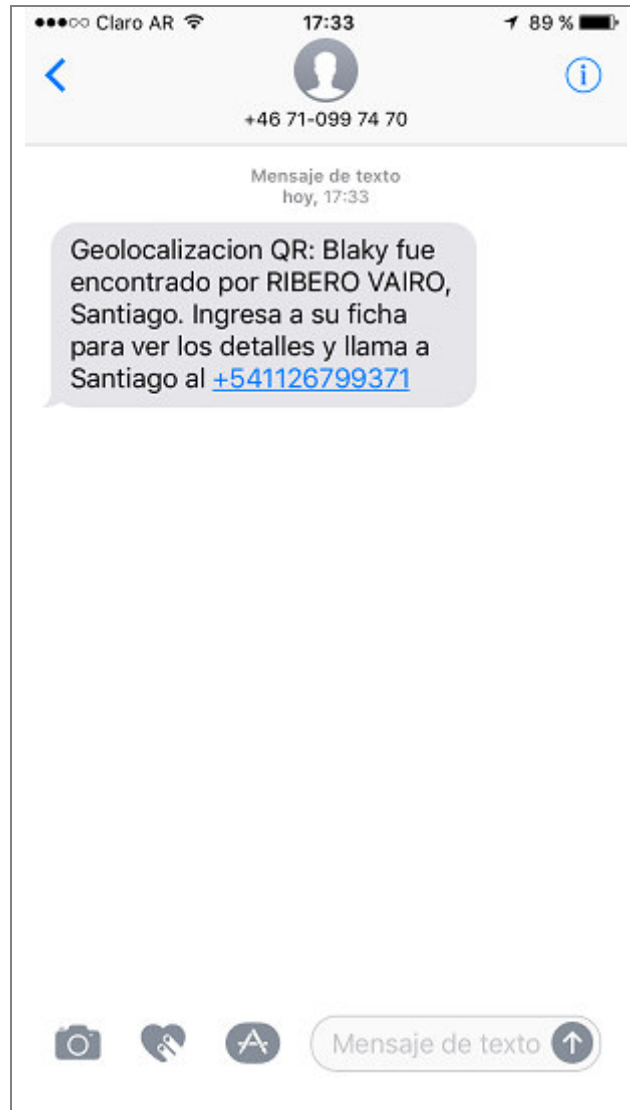 Claro AR 17:33 89 %
+46 71-099 74 70
Mensaje de texto
hoy, 17:33
Geolocalizacion QR: Blaky fue
encontrado por RIBERO VAIRO,
Santiago. Ingresa a su ficha
para ver los detalles y llama a
Santiago al +541126799371
Mensaje de texto